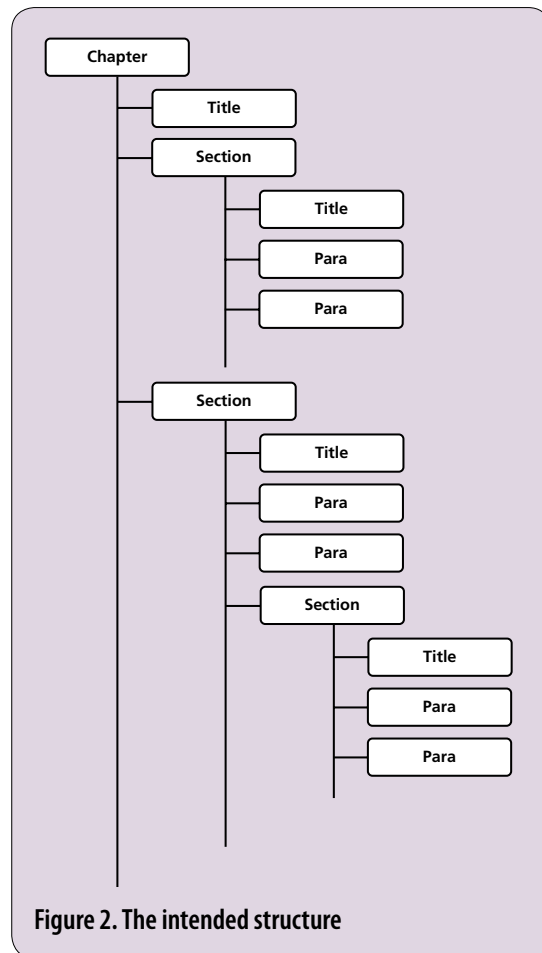 Chapter
Title
Section
Title
Para
Para
Section
Title
Para
Para
Section
Title
Para
Para
Figure 2. The intended structure